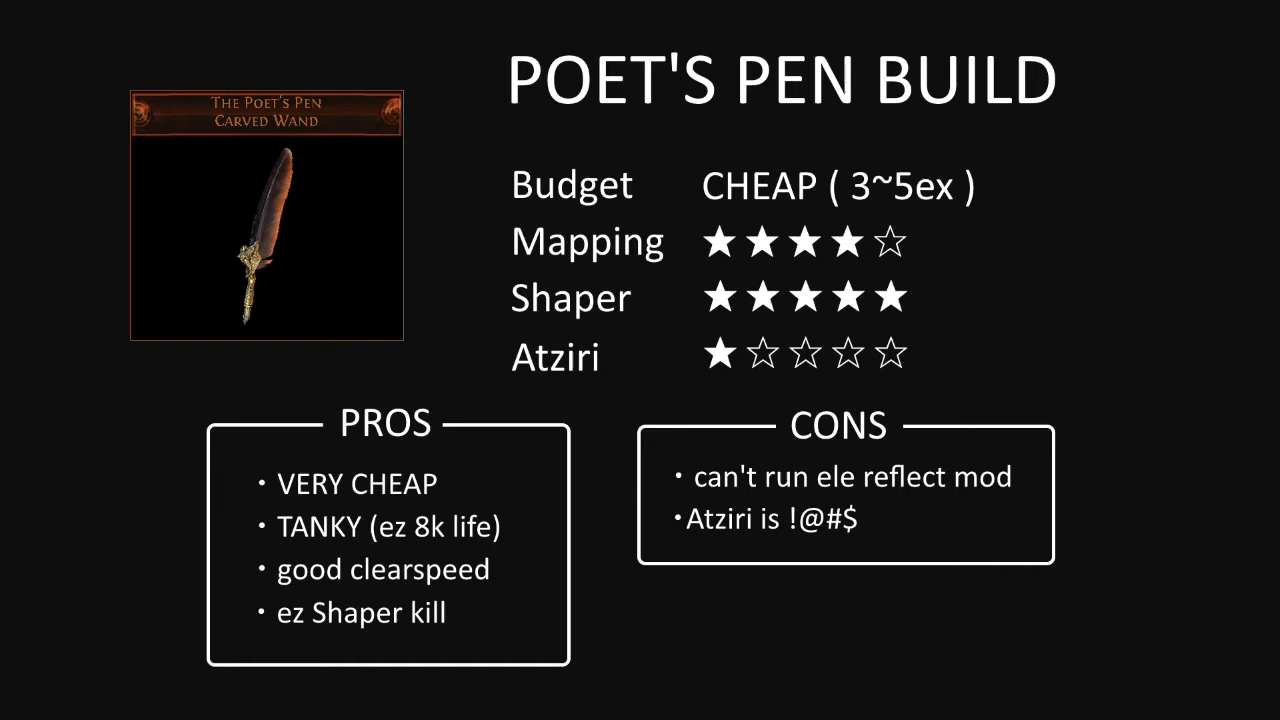 POET'S PEN BUILD
THE POET'S PEN
CARVED WAND
Budget CHEAP ( 3~5ex )
Mapping ★★★★☆
Shaper ★★★★★
Atziri ★☆☆☆☆
PROS
・VERY CHEAP
・TANKY (ez 8k life)
・good clearspeed
・ez Shaper kill
CONS
・can't run ele reflect mod
・Atziri is !@#$